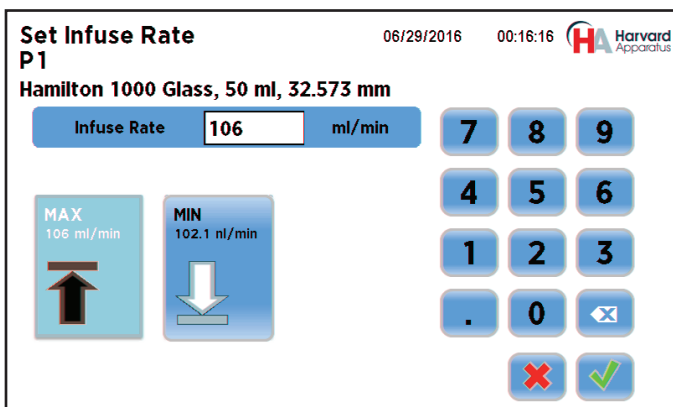 Set Infuse Rate
06/29/2016 00:16:16
HA Harvard Apparatus
P1
Hamilton 1000 Glass, 50 ml, 32.573 mm
Infuse Rate 106 ml/min
7 8 9
4 5 6
MAX
106 ml/min
MIN
102.1 nl/min
1 2 3
. 0